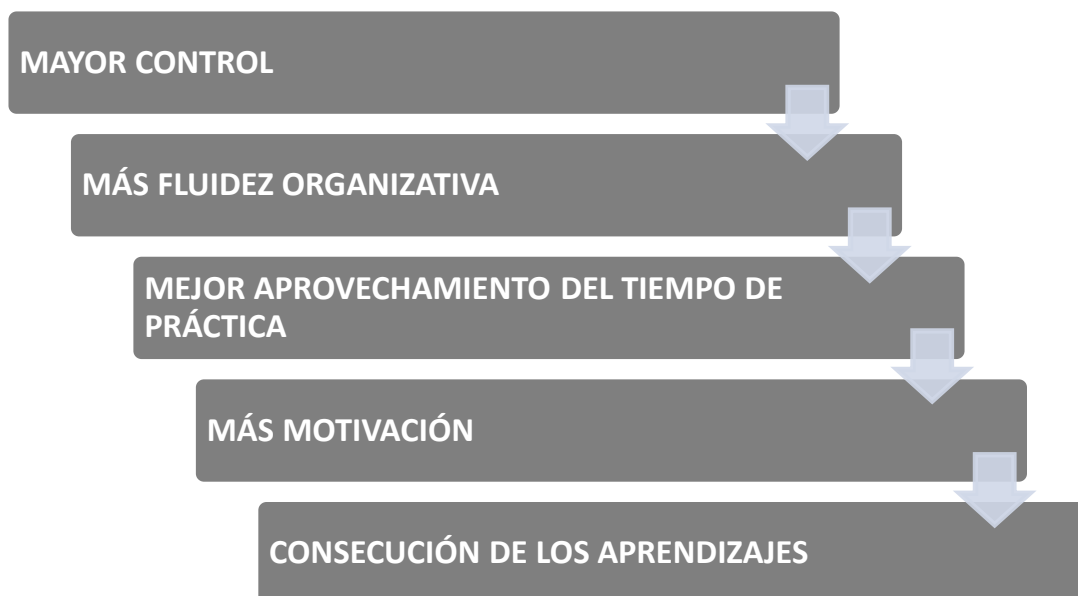 MAYOR CONTROL
MÁS FLUIDEZ ORGANIZATIVA
MEJOR APROVECHAMIENTO DEL TIEMPO DE
PRÁCTICA
MÁS MOTIVACIÓN
CONSECUCIÓN DE LOS APRENDIZAJES